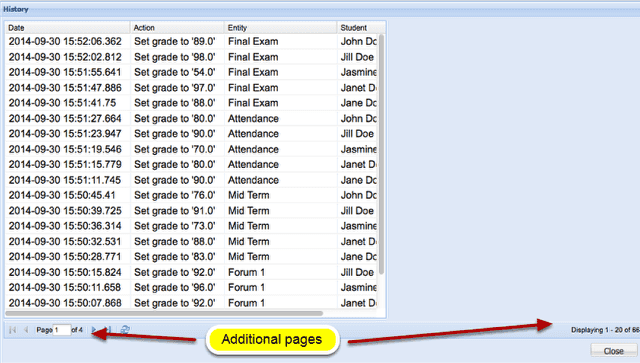 History
Date Action Entity Student
2014-09-30 15:52:06.362 Set grade to '89.0' Final Exam John Do
2014-09-30 15:52:02.812 Set grade to '98.0' Final Exam Jill Doe
2014-09-30 15:51:55.641 Set grade to '54.0' Final Exam Jasmine
2014-09-30 15:51:47.886 Set grade to '97.0' Final Exam Janet D
2014-09-30 15:51:41.75 Set grade to '88.0' Final Exam Jane Do
2014-09-30 15:51:27.664 Set grade to '80.0' Attendance John Do
2014-09-30 15:51:23.947 Set grade to '90.0' Attendance Jill Doe
2014-09-30 15:51:19.546 Set grade to '70.0' Attendance Jasmine
2014-09-30 15:51:15.779 Set grade to '80.0' Attendance Janet D
2014-09-30 15:51:11.745 Set grade to '90.0' Attendance Jane Do
2014-09-30 15:50:45.41 Set grade to '76.0' Mid Term John Do
2014-09-30 15:50:39.725 Set grade to '91.0' Mid Term Jill Doe
2014-09-30 15:50:36.314 Set grade to '73.0' Mid Term Jasmine
2014-09-30 15:50:32.531 Set grade to '88.0' Mid Term Janet D
2014-09-30 15:50:28.771 Set grade to '83.0' Mid Term Jane Do
2014-09-30 15:50:15.824 Set grade to '92.0' Forum 1 Jill Doe
2014-09-30 15:50:11.658 Set grade to '96.0' Forum 1 Jasmine
2014-09-30 15:50:07.868 Set grade to '92.0' Forum 1 Janet D
Page 1 of 4 Additional pages Displaying 1 - 20 of 66
Close